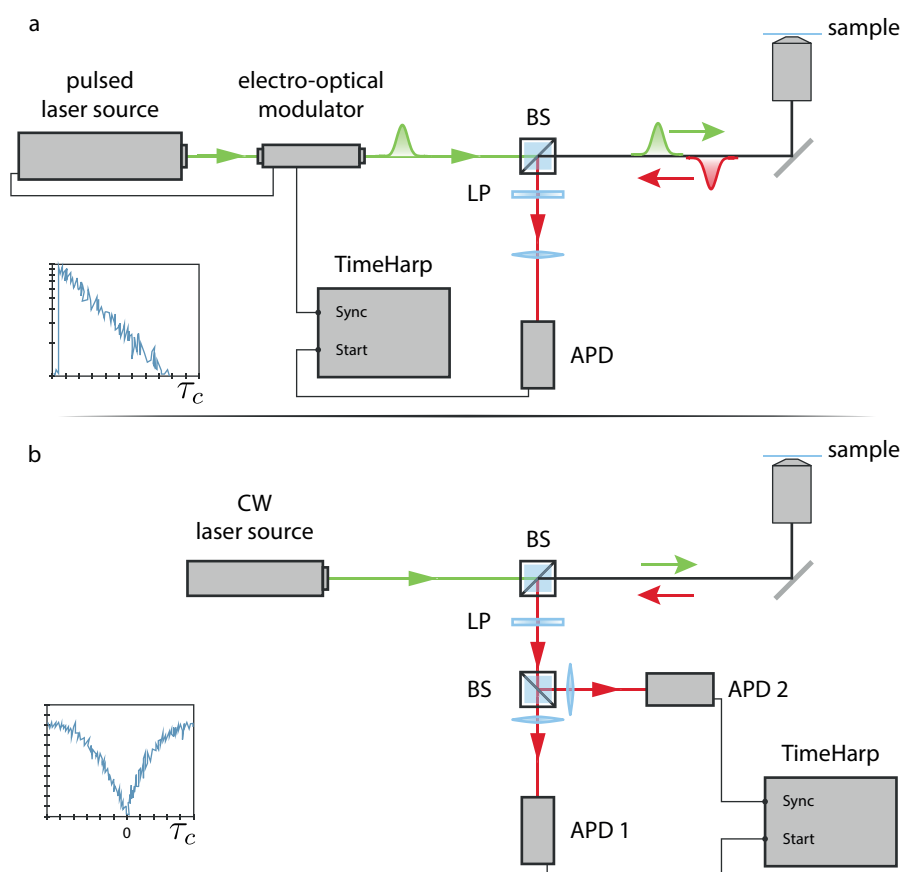 a
sample
pulsed
laser source
electro-optical
modulator
BS
LP
TimeHarp
Sync
Start
APD
τc
b
sample
CW
laser source
BS
LP
BS
APD 2
TimeHarp
Sync
Start
APD 1
0
τc